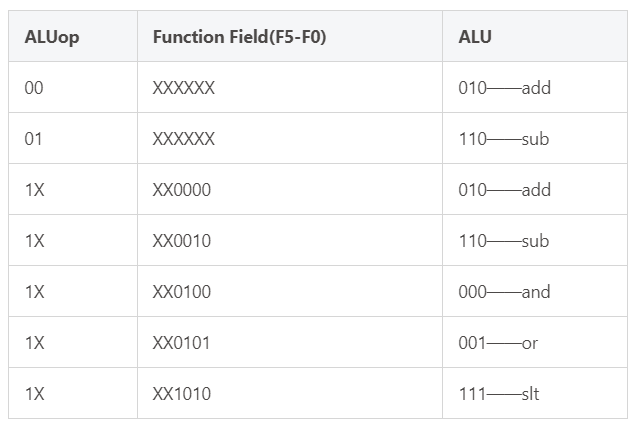 ALUop Function Field(F5-F0) ALU
00 XXXXXX 010——add
01 XXXXXX 110——sub
1X XX0000 010——add
1X XX0010 110——sub
1X XX0100 000——and
1X XX0101 001——or
1X XX1010 111——slt